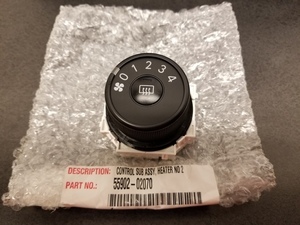 0 1 2 3 4
DESCRIPTION: CONTROL SUB ASSY, HEATER NO 2
PART NO.: 55902-02070